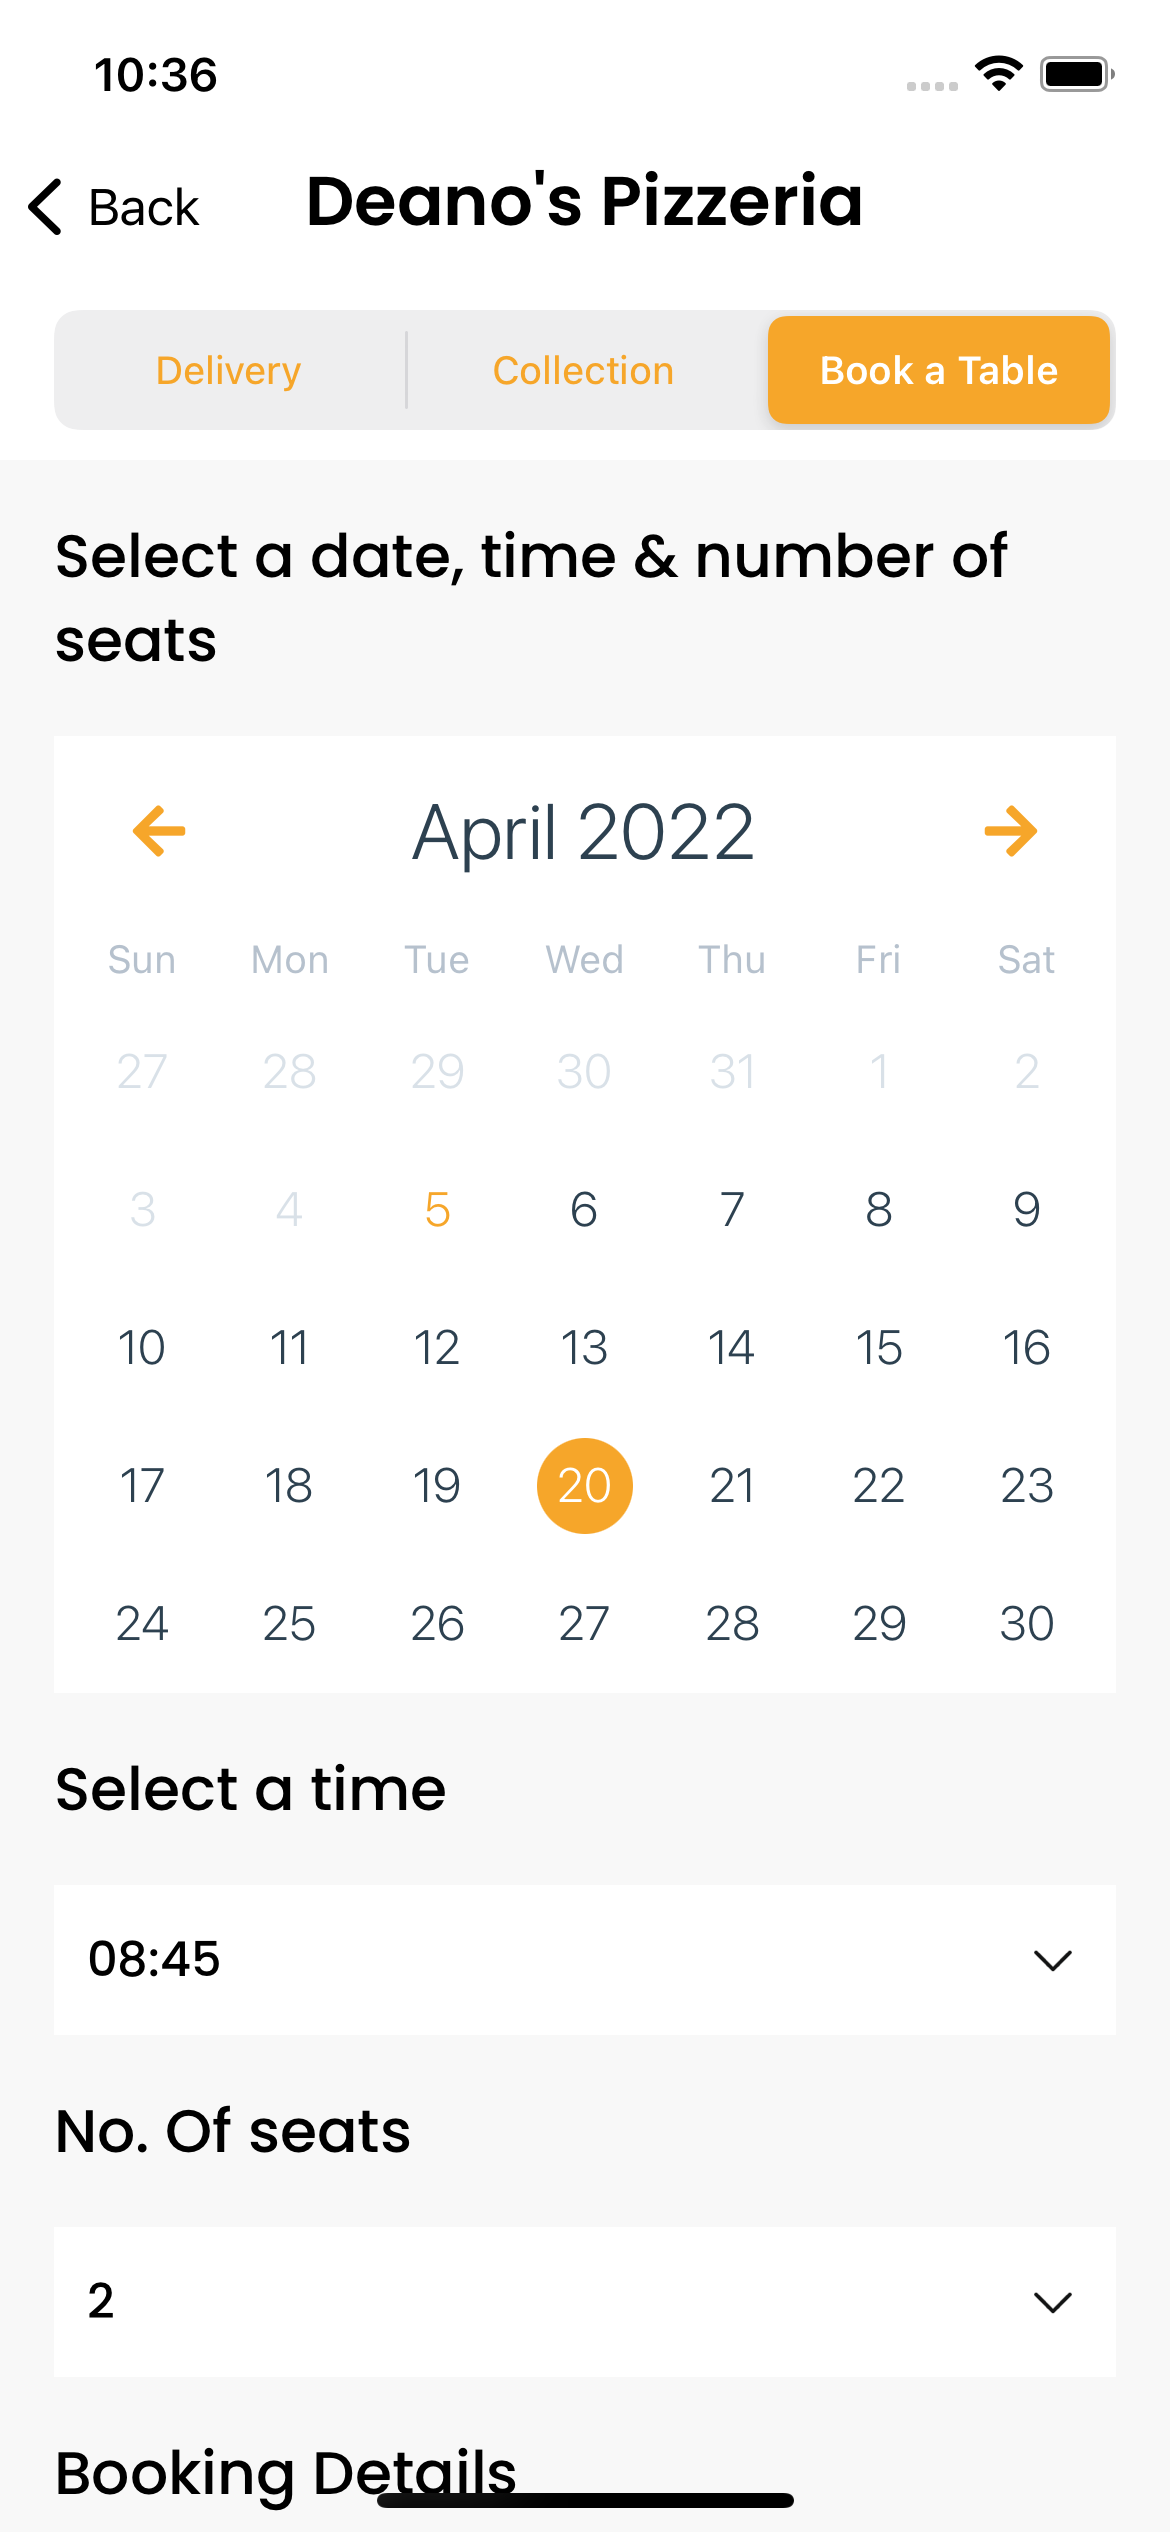 10:36
Back
Deano's Pizzeria
Delivery
Collection
Book a Table
Select a date, time & number of
seats
April 2022
Sun Mon Tue Wed Thu Fri Sat
27 28 29 30 31 1 2
3 4 5 6 7 8 9
10 11 12 13 14 15 16
17 18 19 20 21 22 23
24 25 26 27 28 29 30
Select a time
08:45
No. Of seats
2
Booking Details